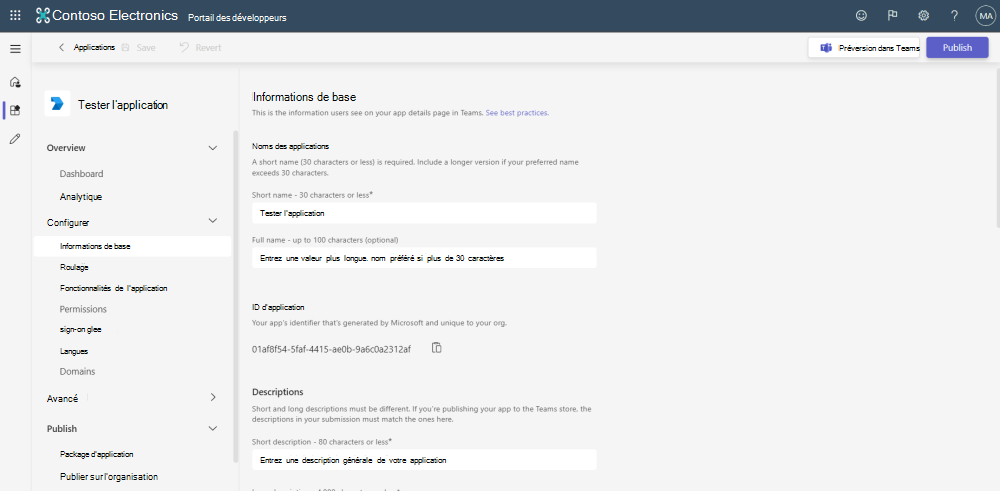 Contoso Electronics Portail des développeurs MA
Applications Save Revert Préversion dans Teams Publish
Tester l'application
Overview
Dashboard
Analytique
Configurer
Informations de base
Roulage
Fonctionnalités de l'application
Permissions
sign-on glee
Langues
Domains
Avancé
Publish
Package d'application
Publier sur l'organisation
Informations de base
This is the information users see on your app details page in Teams. See best practices.
Noms des applications
A short name (30 characters or less) is required. Include a longer version if your preferred name
exceeds 30 characters.
Short name - 30 characters or less*
Tester l'application
Full name - up to 100 characters (optional)
Entrez une valeur plus longue. nom préféré si plus de 30 caractères
ID d'application
Your app's identifier that's generated by Microsoft and unique to your org.
01af8f54-5faf-4415-ae0b-9a6c0a2312af
Descriptions
Short and long descriptions must be different. If you're publishing your app to the Teams store, the
descriptions in your submission must match the ones here.
Short description - 80 characters or less*
Entrez une description générale de votre application